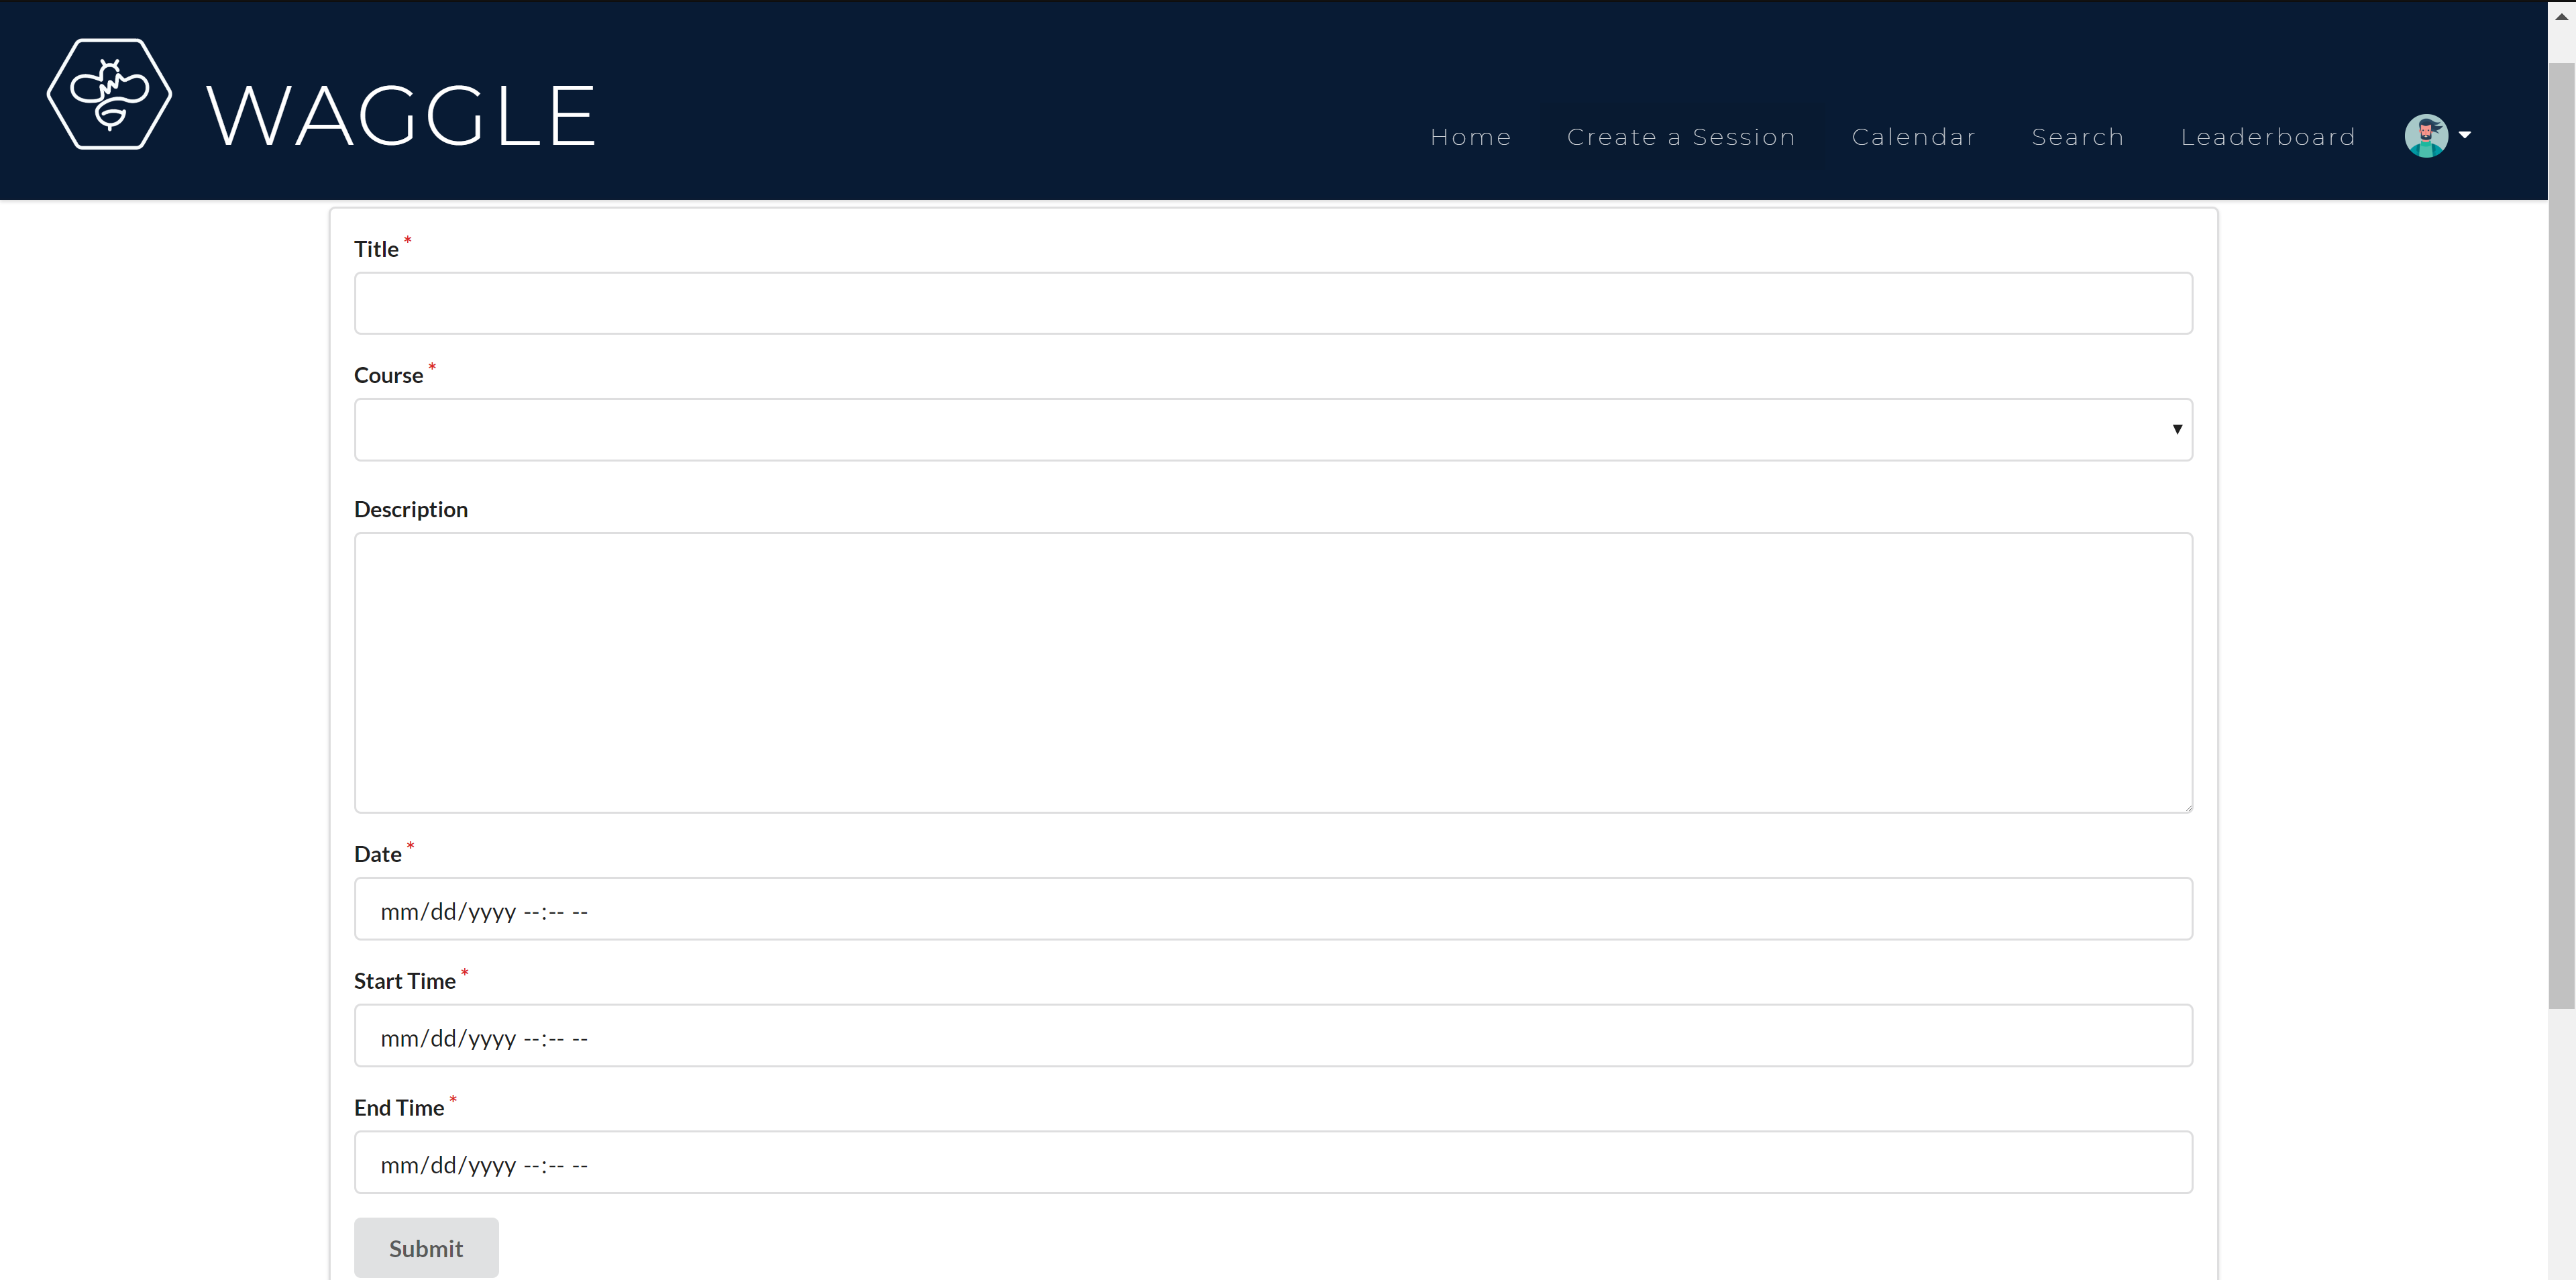 WAGGLE
Home Create a Session Calendar Search Leaderboard
Title *
Course *
Description
Date *
mm/dd/yyyy --:-- --
Start Time *
mm/dd/yyyy --:-- --
End Time *
mm/dd/yyyy --:-- --
Submit